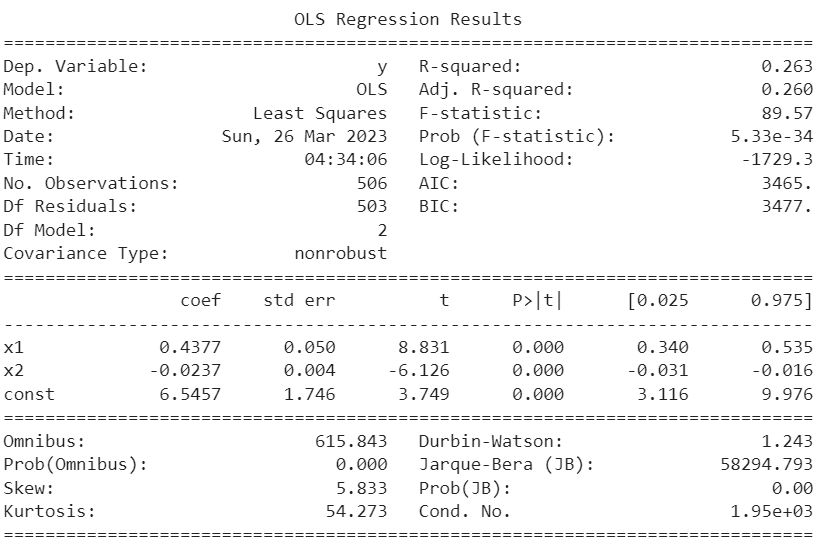 OLS Regression Results
==============================================================================
Dep. Variable:                      y   R-squared:                       0.263
Model:                            OLS   Adj. R-squared:                  0.260
Method:                 Least Squares   F-statistic:                     89.57
Date:                Sun, 26 Mar 2023   Prob (F-statistic):           5.33e-34
Time:                        04:34:06   Log-Likelihood:                -1729.3
No. Observations:                 506   AIC:                             3465.
Df Residuals:                     503   BIC:                             3477.
Df Model:                           2
Covariance Type:            nonrobust
==============================================================================
                 coef    std err          t      P>|t|      [0.025      0.975]
------------------------------------------------------------------------------
x1             0.4377      0.050      8.831      0.000       0.340       0.535
x2            -0.0237      0.004     -6.126      0.000      -0.031      -0.016
const          6.5457      1.746      3.749      0.000       3.116       9.976
==============================================================================
Omnibus:                      615.843   Durbin-Watson:                   1.243
Prob(Omnibus):                  0.000   Jarque-Bera (JB):            58294.793
Skew:                           5.833   Prob(JB):                         0.00
Kurtosis:                      54.273   Cond. No.                     1.95e+03
==============================================================================